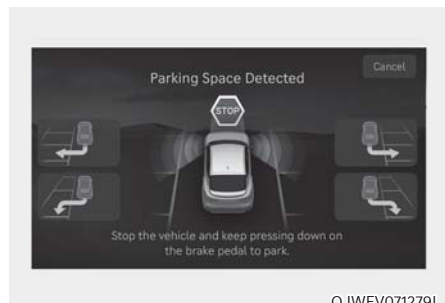 Cancel
Parking Space Detected
STOP
Stop the vehicle and keep pressing down on
the brake pedal to park.
OJWEV071279L